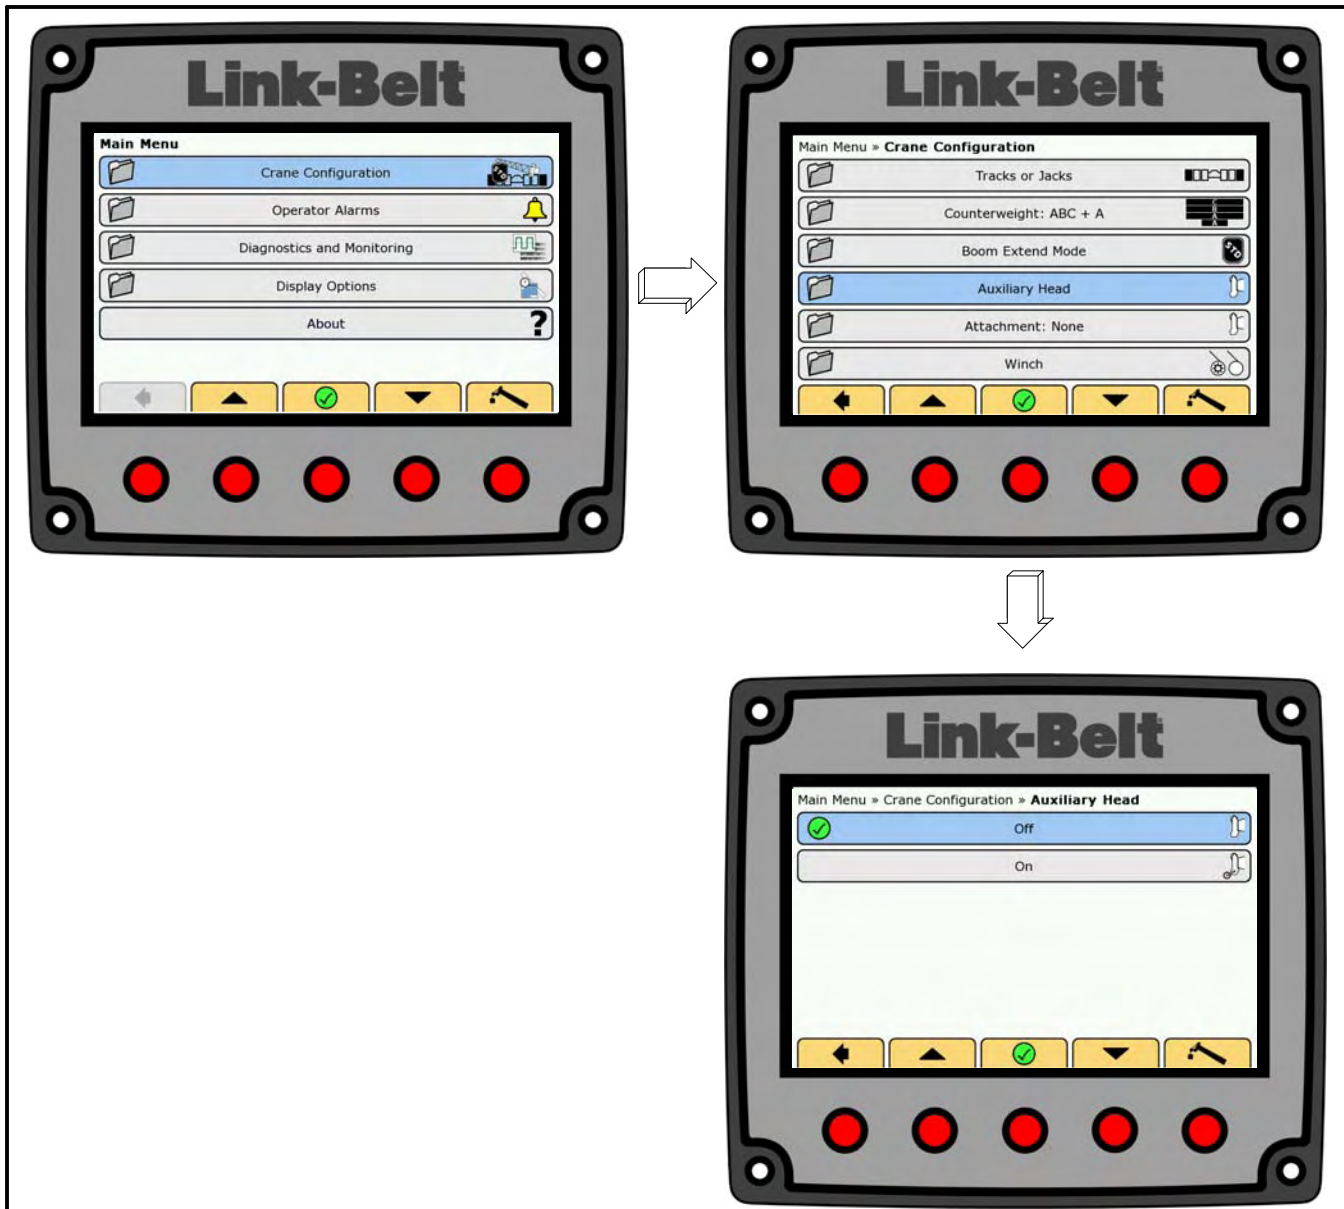 Link-Belt
Main Menu
Crane Configuration
STD
Operator Alarms
Diagnostics and Monitoring
Display Options
About
?
Link-Belt
Main Menu » Crane Configuration
Tracks or Jacks
Counterweight: ABC + A
Boom Extend Mode
STD
Auxiliary Head
Attachment: None
Winch
Link-Belt
Main Menu » Crane Configuration » Auxiliary Head
Off
On